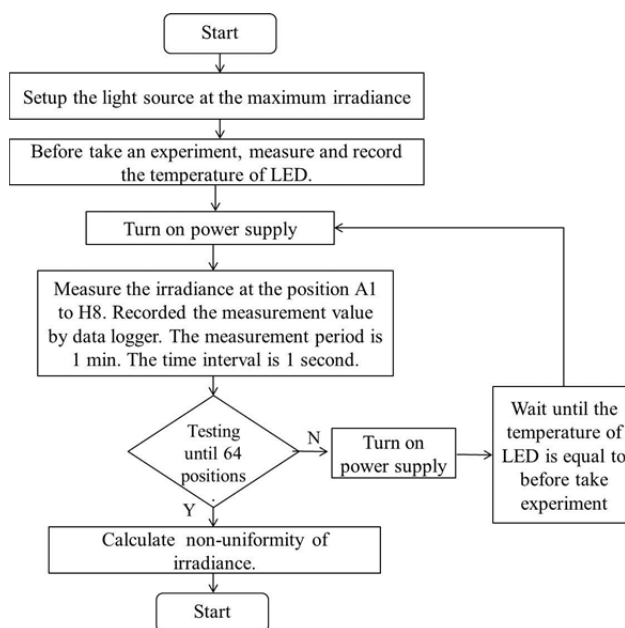 Start
Setup the light source at the maximum irradiance
Before take an experiment, measure and record
the temperature of LED.
Turn on power supply
Measure the irradiance at the position A1
to H8. Recorded the measurement value
by data logger. The measurement period is
1 min. The time interval is 1 second.
Testing
until 64
positions
.
N
Turn on
power supply
Wait until the
temperature of
LED is equal to
before take
experiment
Y
Calculate non-uniformity of
irradiance.
Start